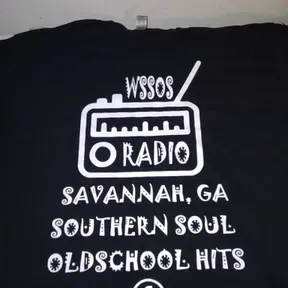 WSSOS
RADIO
SAVANNAH, GA
SOUTHERN SOUL
OLDSCHOOL HITS